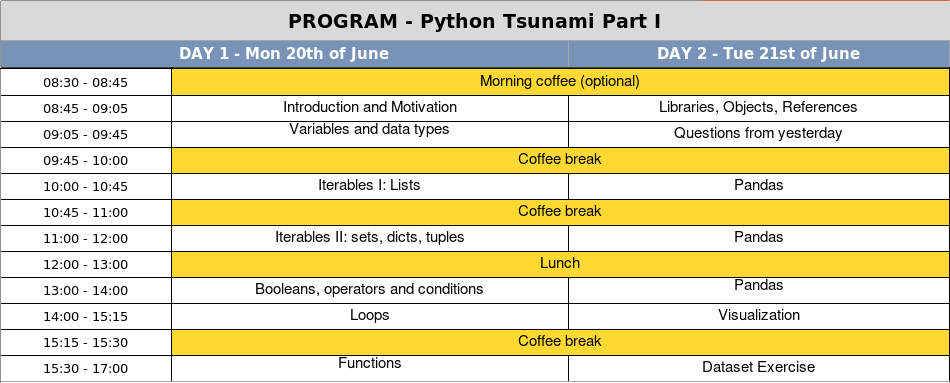 PROGRAM - Python Tsunami Part I
DAY 1 - Mon 20th of June DAY 2 - Tue 21st of June
08:30 - 08:45 Morning coffee (optional)
08:45 - 09:05 Introduction and Motivation Libraries, Objects, References
09:05 - 09:45 Variables and data types Questions from yesterday
09:45 - 10:00 Coffee break
10:00 - 10:45 Iterables I: Lists Pandas
10:45 - 11:00 Coffee break
11:00 - 12:00 Iterables II: sets, dicts, tuples Pandas
12:00 - 13:00 Lunch
13:00 - 14:00 Booleans, operators and conditions Pandas
14:00 - 15:15 Loops Visualization
15:15 - 15:30 Coffee break
15:30 - 17:00 Functions Dataset Exercise